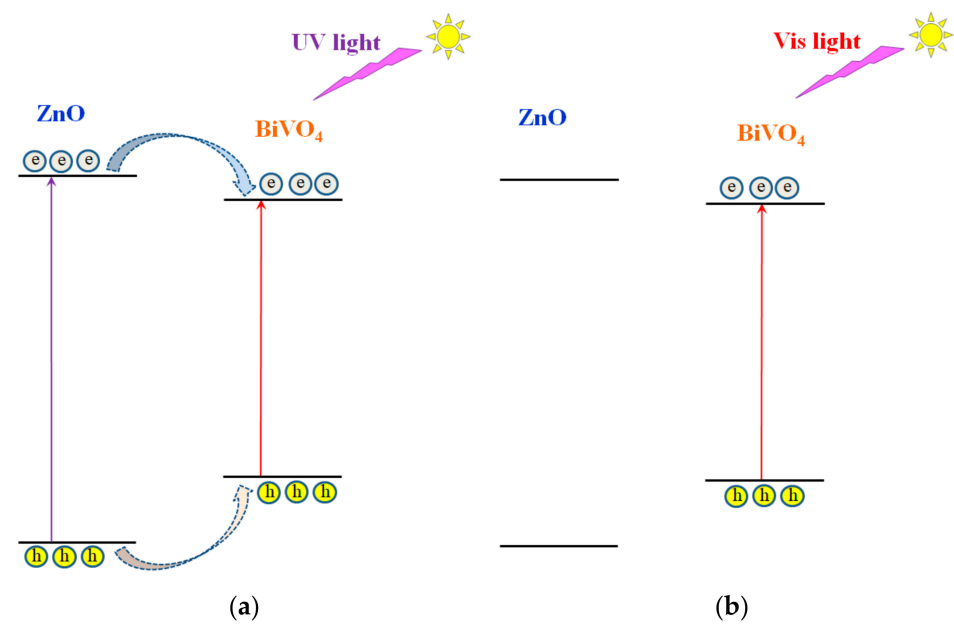 UV light
ZnO
BiVO₄
e e e
e e e
h h h
h h h
(a)
Vis light
ZnO
BiVO₄
e e e
h h h
(b)